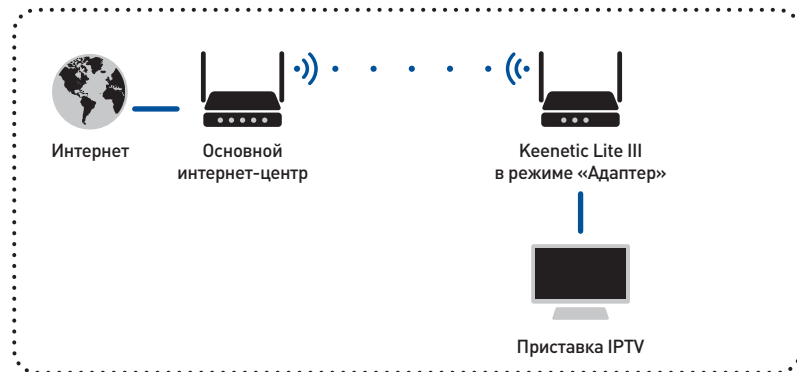 Интернет
Основной
интернет-центр
Keenetic Lite III
в режиме «Адаптер»
Приставка IPTV